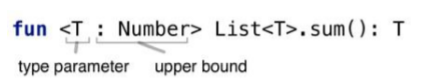 fun <T : Number> List<T>.sum(): T
type parameter upper bound